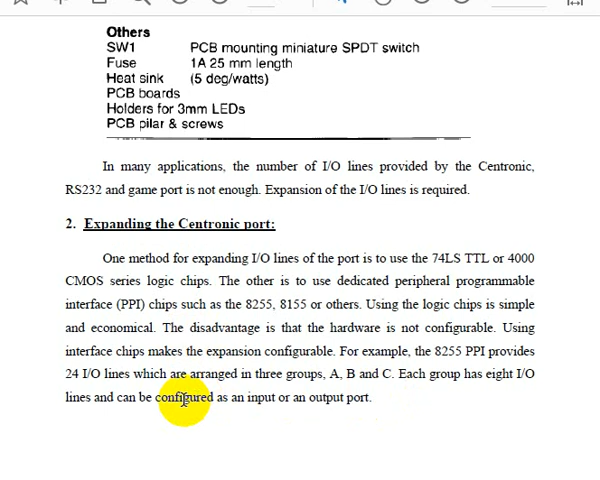 Others
SW1 PCB mounting miniature SPDT switch
Fuse 1A 25 mm length
Heat sink (5 deg/watts)
PCB boards
Holders for 3mm LEDs
PCB pilar & screws
In many applications, the number of I/O lines provided by the Centronic,
RS232 and game port is not enough. Expansion of the I/O lines is required.
2. Expanding the Centronic port:
One method for expanding I/O lines of the port is to use the 74LS TTL or 4000
CMOS series logic chips. The other is to use dedicated peripheral programmable
interface (PPI) chips such as the 8255, 8155 or others. Using the logic chips is simple
and economical. The disadvantage is that the hardware is not configurable. Using
interface chips makes the expansion configurable. For example, the 8255 PPI provides
24 I/O lines which are arranged in three groups, A, B and C. Each group has eight I/O
lines and can be configured as an input or an output port.